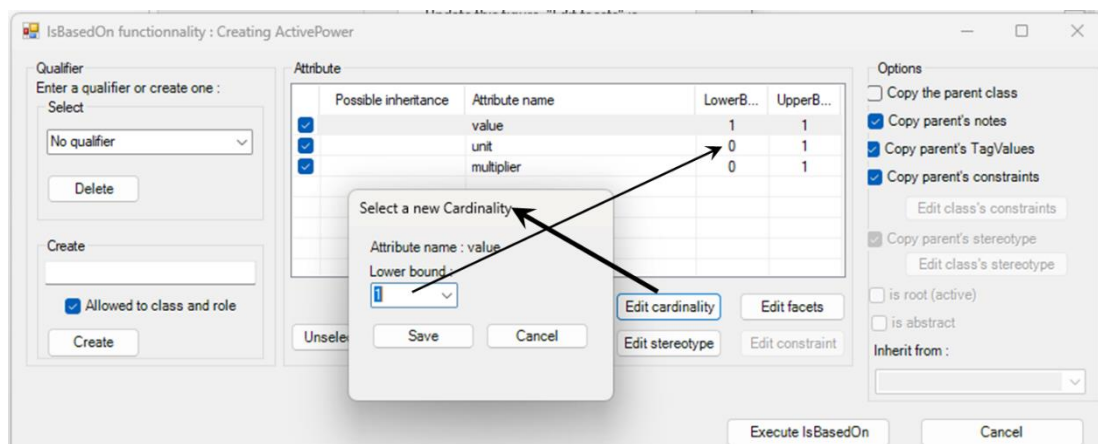 IsBasedOn functionnality : Creating ActivePower
Qualifier
Enter a qualifier or create one :
Select
No qualifier
Delete
Create
Allowed to class and role
Create
Attribute
Possible inheritance Attribute name LowerB... UpperB...
value 1 1
unit 0 1
multiplier 0 1
Select a new Cardinality
Attribute name : value
Lower bound :
1
Save Cancel
Edit cardinality Edit facets
Edit stereotype Edit constraint
Options
Copy the parent class
Copy parent's notes
Copy parent's TagValues
Copy parent's constraints
Edit class's constraints
Copy parent's stereotype
Edit class's stereotype
is root (active)
is abstract
Inherit from :
Execute IsBasedOn Cancel